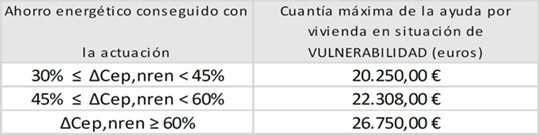 Ahorro energético conseguido con
la actuación
Cuantía máxima de la ayuda por
vivienda en situación de
VULNERABILIDAD (euros)
30% ≤ ΔCep,nren < 45%
20.250,00 €
45% ≤ ΔCep,nren < 60%
22.308,00 €
ΔCep,nren ≥ 60%
26.750,00 €